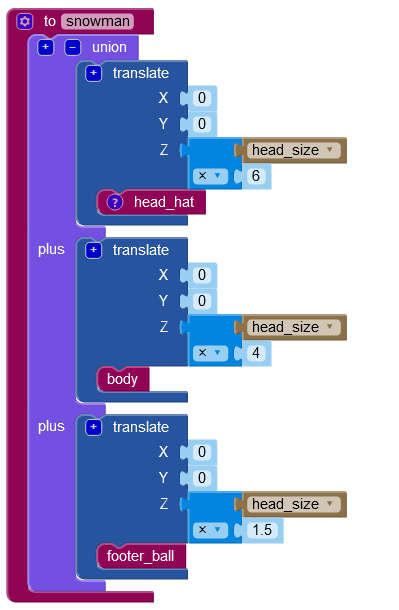 to snowman
+ − union
+ translate
X 0
Y 0
Z head_size
× 6
? head_hat
plus + translate
X 0
Y 0
Z head_size
× 4
body
plus + translate
X 0
Y 0
Z head_size
× 1.5
footer_ball